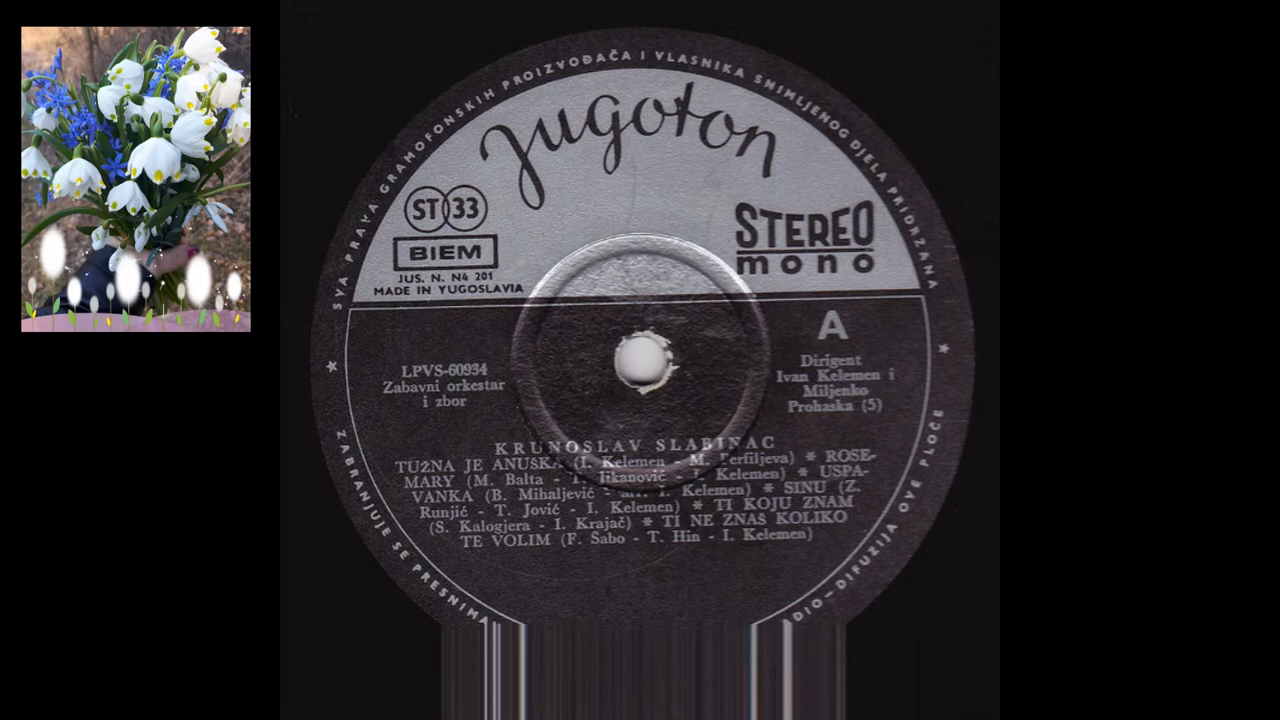 SVA PRAVA GRAMOFONSKIH PROIZVOĐAČA I VLASNIKA SNIMLJENOG DJELA PRIDRZANA
Jugoton
ST 33
BIEM
JUS. N. N4 201
MADE IN YUGOSLAVIA
STEREO
mono
A
LPVS-60934
Zabavni orkestar
i zbor
Dirigent
Ivan Kelemen i
Miljenko
Prohaska (5)
KRUNOSLAV SLABINAC
TUŽNA JE ANUŠKA (I. Kelemen - M. Perfiljeva) * ROSE-
MARY (M. Balta - Jikanović - I. Kelemen) * USPA-
VANKA (B. Mihaljević - arr. I. Kelemen) * SINU (Z.
Runjić - T. Jović - I. Kelemen) * TI KOJU ZNAM
(S. Kalogjera - I. Krajač) * TI NE ZNAŠ KOLIKO
TE VOLIM (F. Šabo - T. Hin - I. Kelemen)
ZABRANJUJE SE PRESNIMA
DIO-DIFUZIJA OVE PLOČE